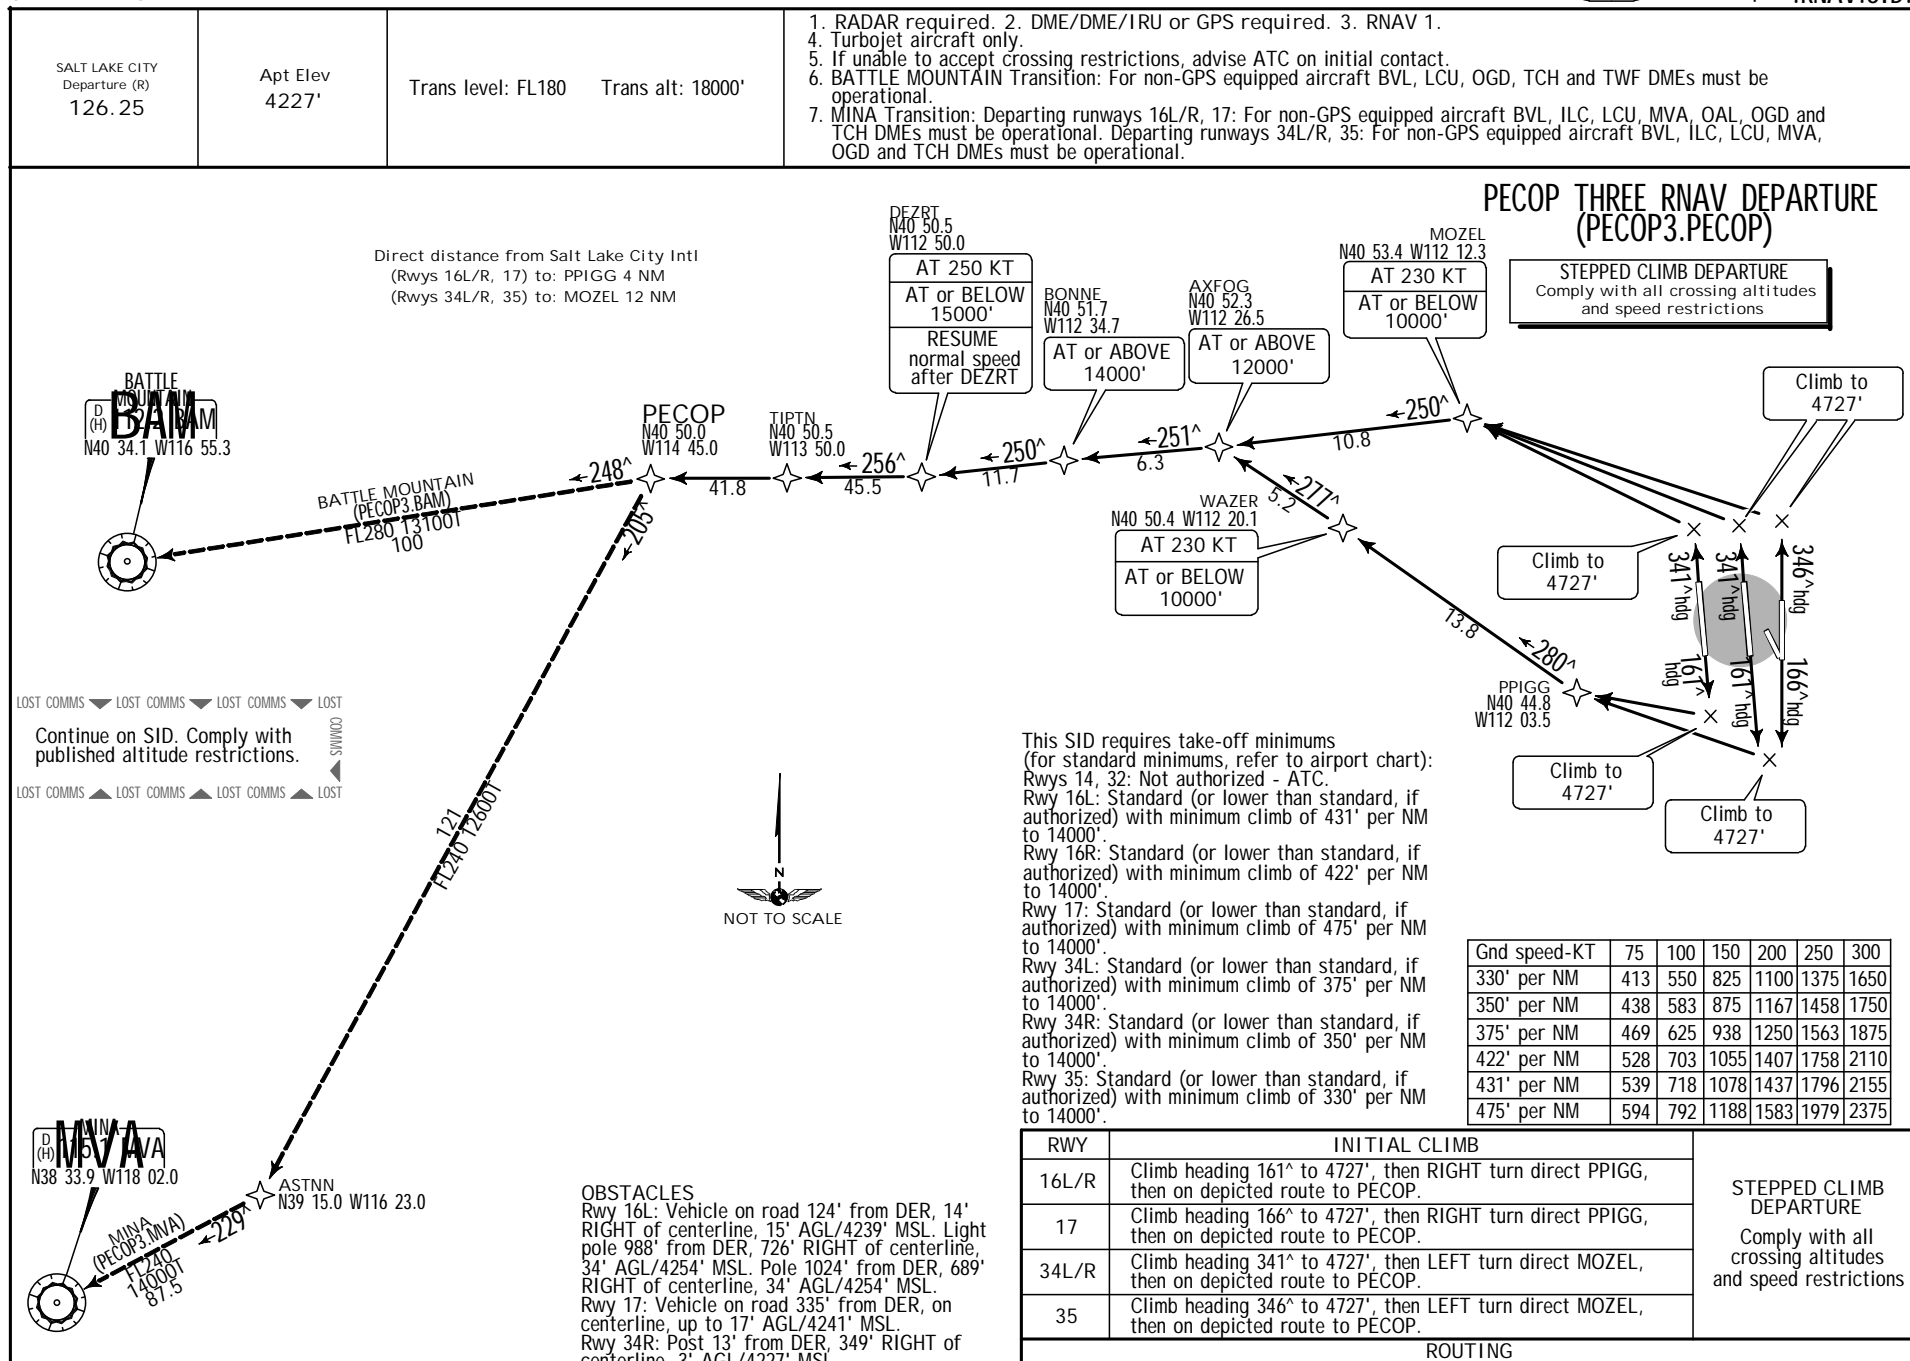 SALT LAKE CITY
Departure (R)
126.25
Apt Elev
4227'
Trans level: FL180 Trans alt: 18000'
1. RADAR required. 2. DME/DME/IRU or GPS required. 3. RNAV 1.
4. Turbojet aircraft only.
5. If unable to accept crossing restrictions, advise ATC on initial contact.
6. BATTLE MOUNTAIN Transition: For non-GPS equipped aircraft BVL, LCU, OGD, TCH and TWF DMEs must be
operational.
7. MINA Transition: Departing runways 16L/R, 17: For non-GPS equipped aircraft BVL, ILC, LCU, MVA, OAL, OGD and
TCH DMEs must be operational. Departing runways 34L/R, 35: For non-GPS equipped aircraft BVL, ILC, LCU, MVA,
OGD and TCH DMEs must be operational.
PECOP THREE RNAV DEPARTURE
(PECOP3.PECOP)
STEPPED CLIMB DEPARTURE
Comply with all crossing altitudes
and speed restrictions
Direct distance from Salt Lake City Intl
(Rwys 16L/R, 17) to: PPIGG 4 NM
(Rwys 34L/R, 35) to: MOZEL 12 NM
DEZRT
N40 50.5
W112 50.0
AT 250 KT
AT or BELOW
15000'
RESUME
normal speed
after DEZRT
BONNE
N40 51.7
W112 34.7
AT or ABOVE
14000'
AXFOG
N40 52.3
W112 26.5
AT or ABOVE
12000'
MOZEL
N40 53.4 W112 12.3
AT 230 KT
AT or BELOW
10000'
Climb to
4727'
BATTLE
MOUNTAIN
D
(H)
BAM
N40 34.1 W116 55.3
PECOP
N40 50.0
W114 45.0
TIPTN
N40 50.5
W113 50.0
250^
10.8
251^
6.3
250^
11.7
256^
45.5
41.8
248^
BATTLE MOUNTAIN
(PECOP3.BAM)
FL280 13100T
100
205^
277^
5.2
WAZER
N40 50.4 W112 20.1
AT 230 KT
AT or BELOW
10000'
Climb to
4727'
341^ hdg
341^ hdg
346^ hdg
161^ hdg
161^ hdg
166^ hdg
13.8
280^
PPIGG
N40 44.8
W112 03.5
Climb to
4727'
Climb to
4727'
LOST COMMS LOST COMMS LOST COMMS LOST
COMMS
Continue on SID. Comply with
published altitude restrictions.
LOST COMMS LOST COMMS LOST COMMS LOST
121
FL240 12600T
N
NOT TO SCALE
This SID requires take-off minimums
(for standard minimums, refer to airport chart):
Rwys 14, 32: Not authorized - ATC.
Rwy 16L: Standard (or lower than standard, if
authorized) with minimum climb of 431' per NM
to 14000'.
Rwy 16R: Standard (or lower than standard, if
authorized) with minimum climb of 422' per NM
to 14000'.
Rwy 17: Standard (or lower than standard, if
authorized) with minimum climb of 475' per NM
to 14000'.
Rwy 34L: Standard (or lower than standard, if
authorized) with minimum climb of 375' per NM
to 14000'.
Rwy 34R: Standard (or lower than standard, if
authorized) with minimum climb of 350' per NM
to 14000'.
Rwy 35: Standard (or lower than standard, if
authorized) with minimum climb of 330' per NM
to 14000'.
Gnd speed-KT 75 100 150 200 250 300
330' per NM 413 550 825 1100 1375 1650
350' per NM 438 583 875 1167 1458 1750
375' per NM 469 625 938 1250 1563 1875
422' per NM 528 703 1055 1407 1758 2110
431' per NM 539 718 1078 1437 1796 2155
475' per NM 594 792 1188 1583 1979 2375
MINA
D
(H)
MVA
N38 33.9 W118 02.0
ASTNN
N39 15.0 W116 23.0
229^
MINA
(PECOP3.MVA)
FL240
14000T
87.5
OBSTACLES
Rwy 16L: Vehicle on road 124' from DER, 14'
RIGHT of centerline, 15' AGL/4239' MSL. Light
pole 988' from DER, 726' RIGHT of centerline,
34' AGL/4254' MSL. Pole 1024' from DER, 689'
RIGHT of centerline, 34' AGL/4254' MSL.
Rwy 17: Vehicle on road 335' from DER, on
centerline, up to 17' AGL/4241' MSL.
Rwy 34R: Post 13' from DER, 349' RIGHT of
centerline, 3' AGL/4227' MSL.
RWY INITIAL CLIMB
16L/R Climb heading 161^ to 4727', then RIGHT turn direct PPIGG,
then on depicted route to PECOP.
17 Climb heading 166^ to 4727', then RIGHT turn direct PPIGG,
then on depicted route to PECOP.
34L/R Climb heading 341^ to 4727', then LEFT turn direct MOZEL,
then on depicted route to PECOP.
35 Climb heading 346^ to 4727', then LEFT turn direct MOZEL,
then on depicted route to PECOP.
STEPPED CLIMB
DEPARTURE
Comply with all
crossing altitudes
and speed restrictions
ROUTING